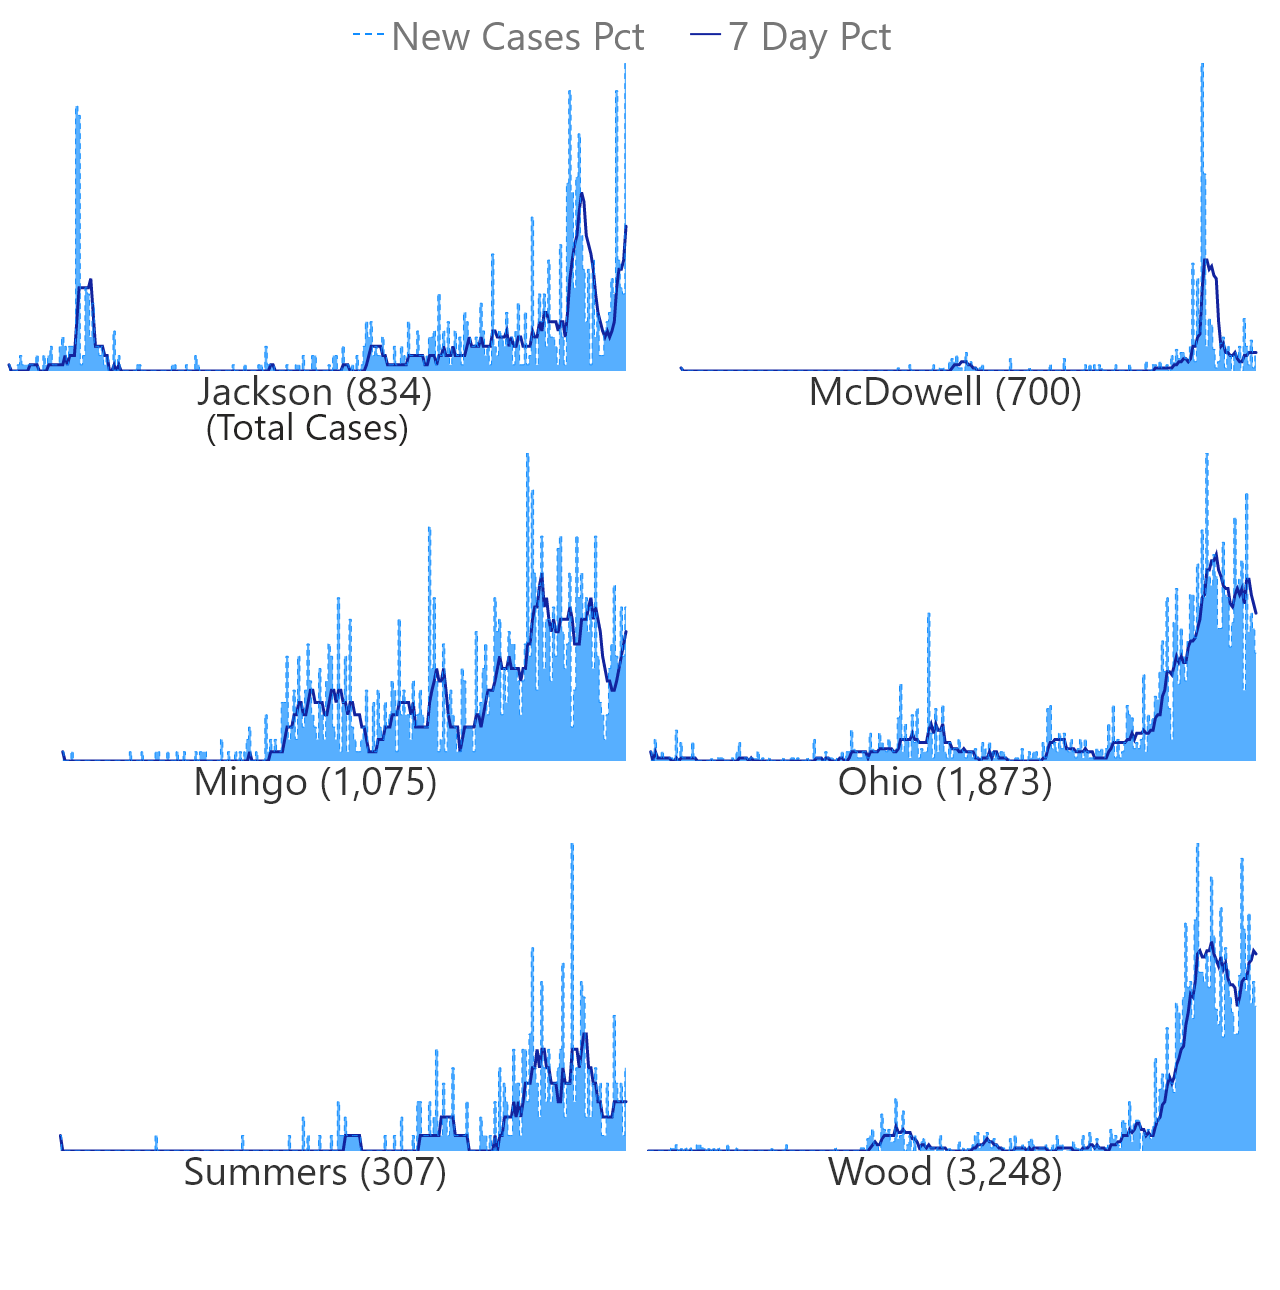 New Cases Pct 7 Day Pct
Jackson (834) McDowell (700)
(Total Cases)
Mingo (1,075) Ohio (1,873)
Summers (307) Wood (3,248)